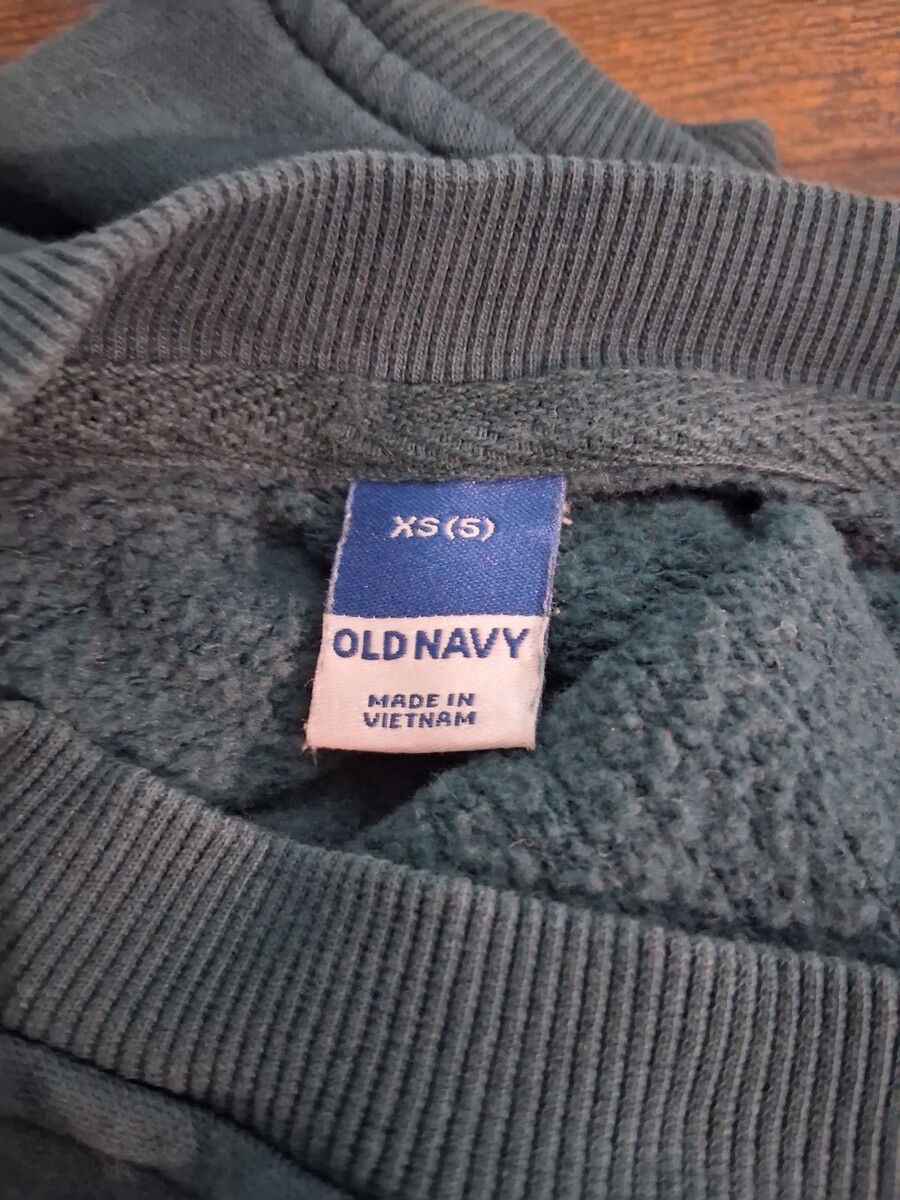 XS (5)
OLD NAVY
MADE IN
VIETNAM